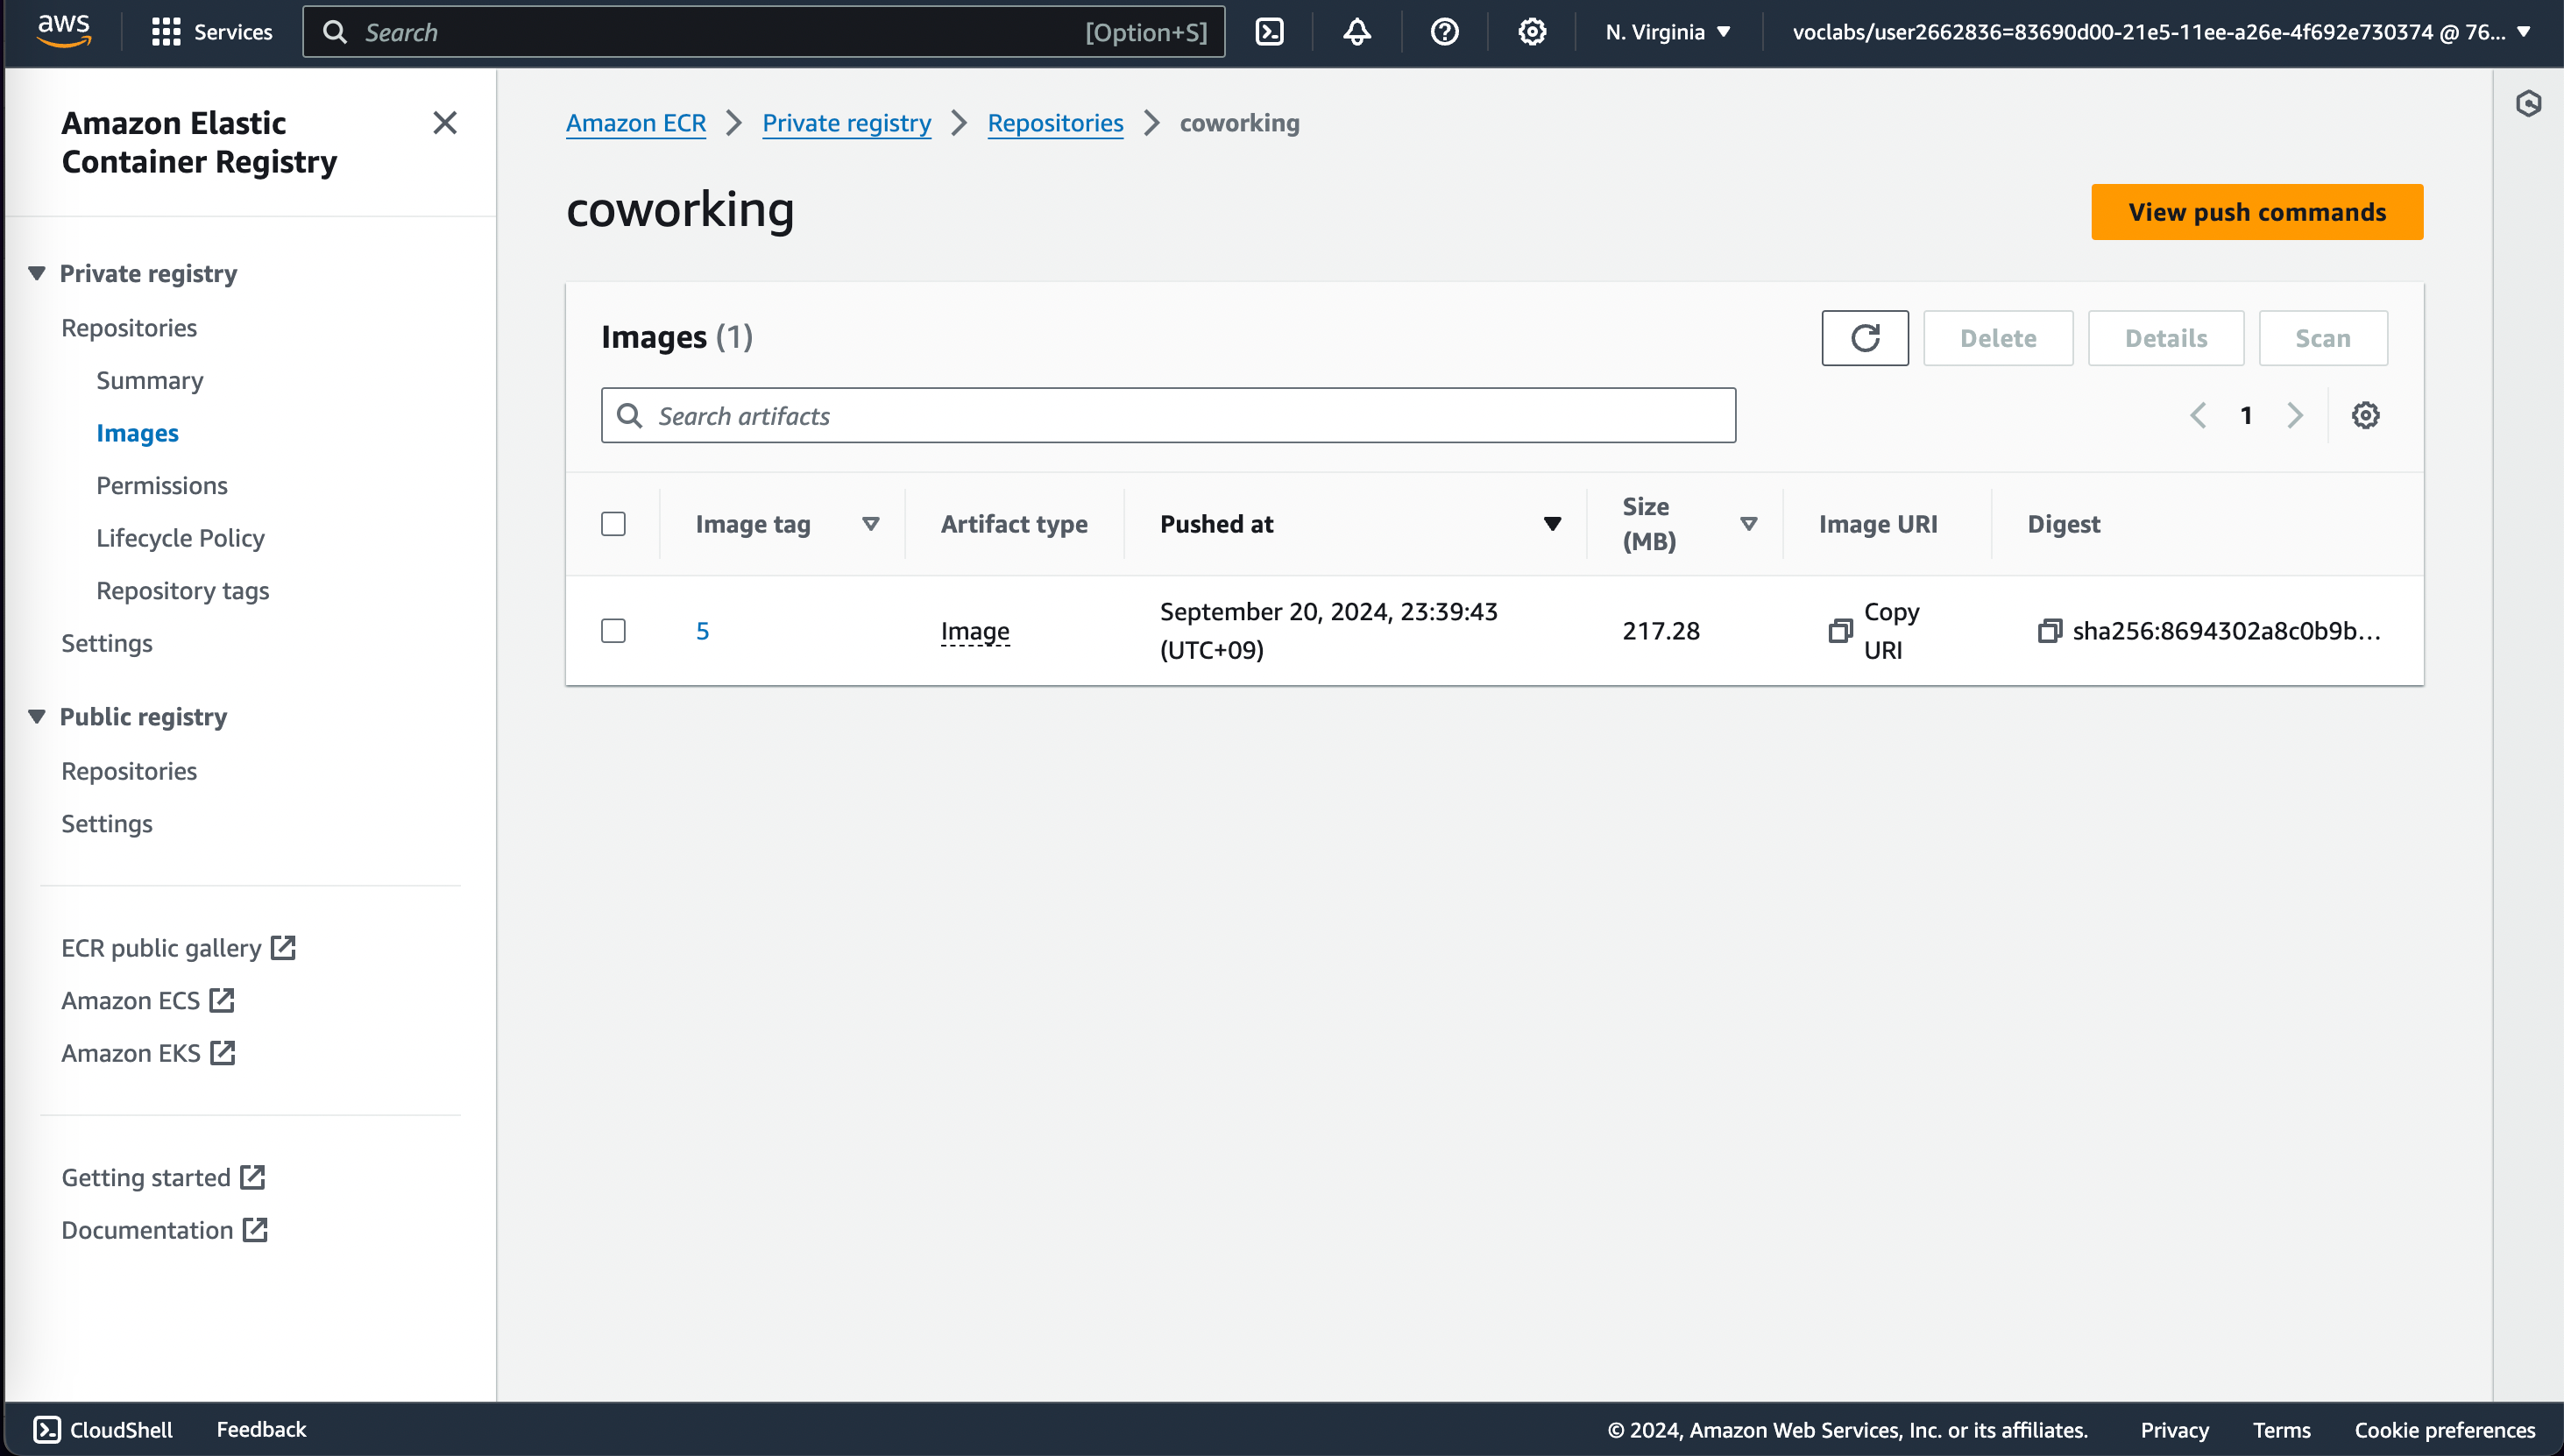 aws
Services
Search
[Option+S]
N. Virginia
voclabs/user2662836=83690d00-21e5-11ee-a26e-4f692e730374 @ 76...
Amazon Elastic
Container Registry
Private registry
Repositories
Summary
Images
Permissions
Lifecycle Policy
Repository tags
Settings
Public registry
Repositories
Settings
ECR public gallery
Amazon ECS
Amazon EKS
Getting started
Documentation
Amazon ECR
Private registry
Repositories
coworking
coworking
View push commands
Images (1)
Delete
Details
Scan
Search artifacts
1
Image tag
Artifact type
Pushed at
Size
(MB)
Image URI
Digest
5
Image
September 20, 2024, 23:39:43
(UTC+09)
217.28
Copy
URI
sha256:8694302a8c0b9b...
CloudShell
Feedback
© 2024, Amazon Web Services, Inc. or its affiliates.
Privacy
Terms
Cookie preferences